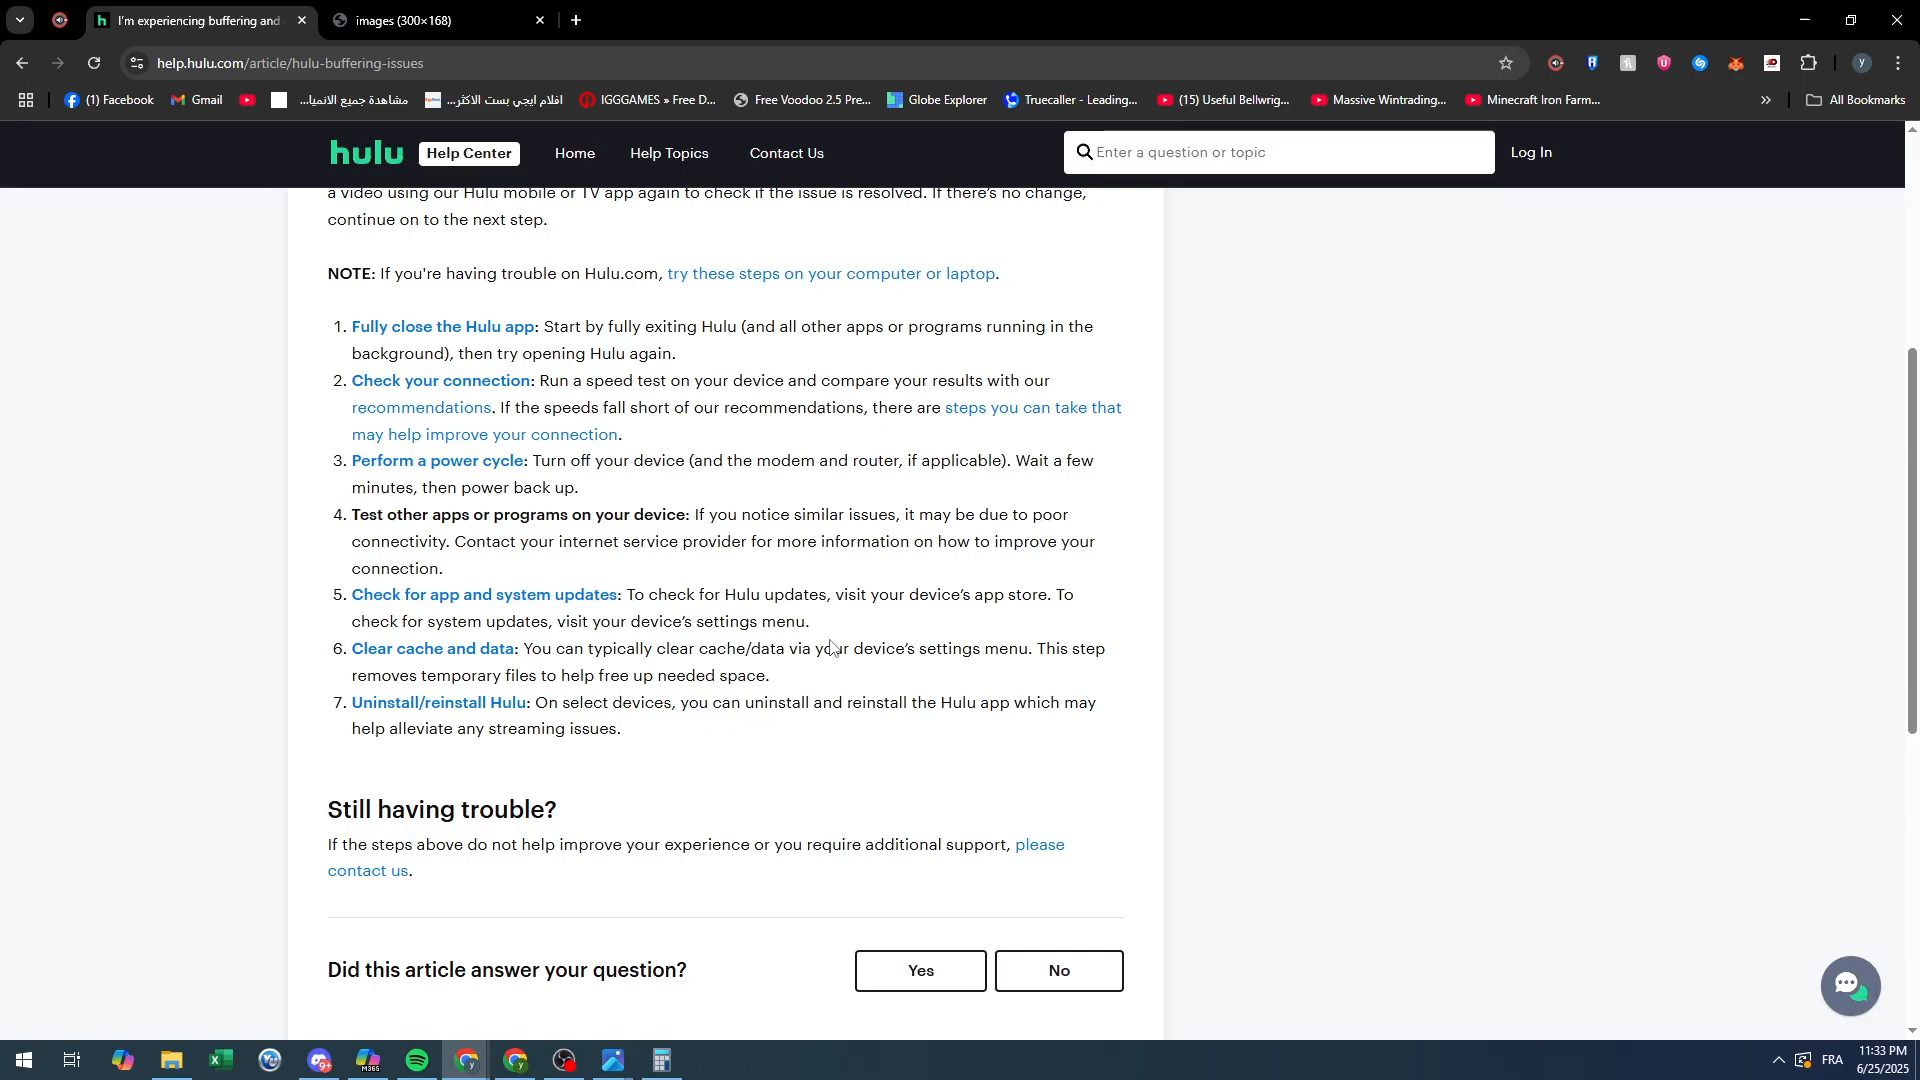 I'm experiencing buffering and
images (300×168)
help.hulu.com/article/hulu-buffering-issues
y
(1) Facebook
Gmail
مشاهدة جميع الانميا...
افلام ايجي بست الاكثر...
IGGGAMES » Free D...
Free Voodoo 2.5 Pre...
Globe Explorer
Truecaller - Leading...
(15) Useful Bellwrig...
Massive Wintrading...
Minecraft Iron Farm...
»
All Bookmarks
hulu
Help Center
Home
Help Topics
Contact Us
Enter a question or topic
Log In
a video using our Hulu mobile or TV app again to check if the issue is resolved. If there's no change,
continue on to the next step.
NOTE: If you're having trouble on Hulu.com, try these steps on your computer or laptop.
1. Fully close the Hulu app: Start by fully exiting Hulu (and all other apps or programs running in the
background), then try opening Hulu again.
2. Check your connection: Run a speed test on your device and compare your results with our
recommendations. If the speeds fall short of our recommendations, there are steps you can take that
may help improve your connection.
3. Perform a power cycle: Turn off your device (and the modem and router, if applicable). Wait a few
minutes, then power back up.
4. Test other apps or programs on your device: If you notice similar issues, it may be due to poor
connectivity. Contact your internet service provider for more information on how to improve your
connection.
5. Check for app and system updates: To check for Hulu updates, visit your device's app store. To
check for system updates, visit your device's settings menu.
6. Clear cache and data: You can typically clear cache/data via your device's settings menu. This step
removes temporary files to help free up needed space.
7. Uninstall/reinstall Hulu: On select devices, you can uninstall and reinstall the Hulu app which may
help alleviate any streaming issues.
Still having trouble?
If the steps above do not help improve your experience or you require additional support, please
contact us.
Did this article answer your question?
Yes
No
9+
M365
FRA
11:33 PM
6/25/2025